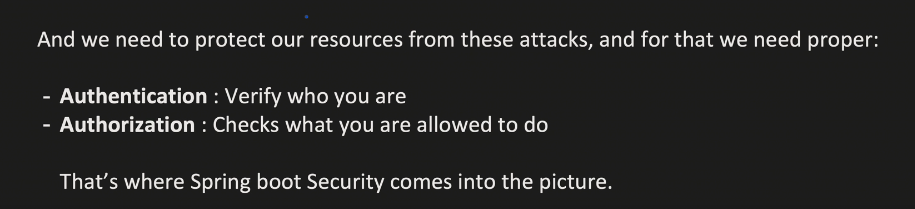 And we need to protect our resources from these attacks, and for that we need proper:
- Authentication : Verify who you are
- Authorization : Checks what you are allowed to do
That’s where Spring boot Security comes into the picture.